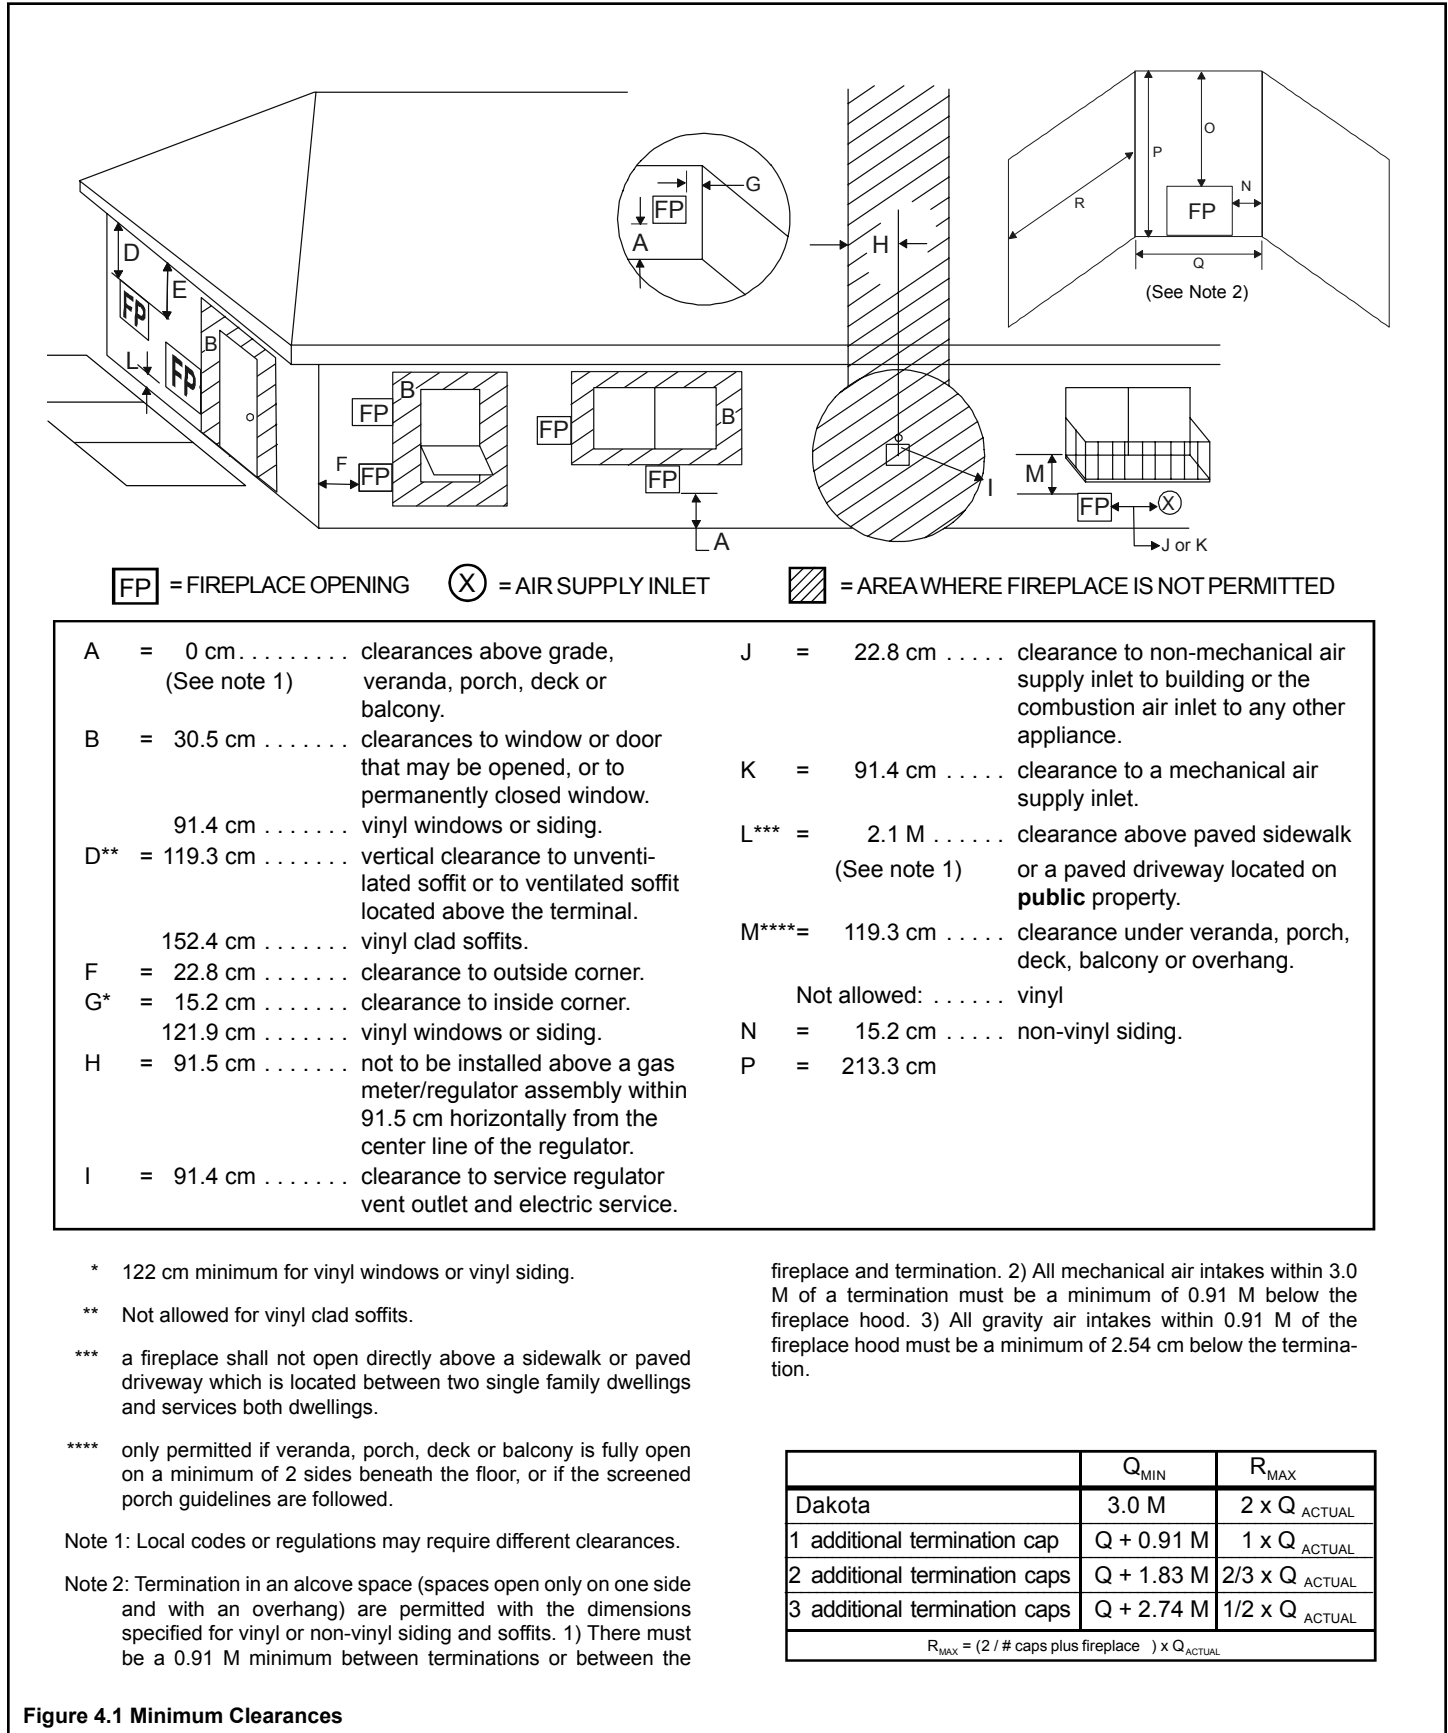 G
FP
A
H
O
P
N
R
FP
Q
(See Note 2)
D
E
FP
B
L
FP
B
FP
F
FP
FP
B
FP
A
I
M
FP
X
J or K
FP = FIREPLACE OPENING X = AIR SUPPLY INLET = AREA WHERE FIREPLACE IS NOT PERMITTED
A = 0 cm . . . . . . . . . clearances above grade,
(See note 1) veranda, porch, deck or
balcony.
B = 30.5 cm . . . . . . . clearances to window or door
that may be opened, or to
permanently closed window.
91.4 cm . . . . . . . vinyl windows or siding.
D** = 119.3 cm . . . . . . . vertical clearance to unventi-
lated soffit or to ventilated soffit
located above the terminal.
152.4 cm . . . . . . . vinyl clad soffits.
F = 22.8 cm . . . . . . . clearance to outside corner.
G* = 15.2 cm . . . . . . . clearance to inside corner.
121.9 cm . . . . . . . vinyl windows or siding.
H = 91.5 cm . . . . . . . not to be installed above a gas
meter/regulator assembly within
91.5 cm horizontally from the
center line of the regulator.
I = 91.4 cm . . . . . . . clearance to service regulator
vent outlet and electric service.
J = 22.8 cm . . . . . clearance to non-mechanical air
supply inlet to building or the
combustion air inlet to any other
appliance.
K = 91.4 cm . . . . . clearance to a mechanical air
supply inlet.
L*** = 2.1 M . . . . . . clearance above paved sidewalk
(See note 1) or a paved driveway located on
public property.
M****= 119.3 cm . . . . . clearance under veranda, porch,
deck, balcony or overhang.
Not allowed: . . . . . . vinyl
N = 15.2 cm . . . . . non-vinyl siding.
P = 213.3 cm
* 122 cm minimum for vinyl windows or vinyl siding.
** Not allowed for vinyl clad soffits.
*** a fireplace shall not open directly above a sidewalk or paved
driveway which is located between two single family dwellings
and services both dwellings.
**** only permitted if veranda, porch, deck or balcony is fully open
on a minimum of 2 sides beneath the floor, or if the screened
porch guidelines are followed.
Note 1: Local codes or regulations may require different clearances.
Note 2: Termination in an alcove space (spaces open only on one side
and with an overhang) are permitted with the dimensions
specified for vinyl or non-vinyl siding and soffits. 1) There must
be a 0.91 M minimum between terminations or between the
fireplace and termination. 2) All mechanical air intakes within 3.0
M of a termination must be a minimum of 0.91 M below the
fireplace hood. 3) All gravity air intakes within 0.91 M of the
fireplace hood must be a minimum of 2.54 cm below the termina-
tion.
QMIN RMAX
Dakota 3.0 M 2 x Q ACTUAL
1 additional termination cap Q + 0.91 M 1 x Q ACTUAL
2 additional termination caps Q + 1.83 M 2/3 x Q ACTUAL
3 additional termination caps Q + 2.74 M 1/2 x Q ACTUAL
RMAX = (2 / # caps plus fireplace ) x QACTUAL
Figure 4.1 Minimum Clearances